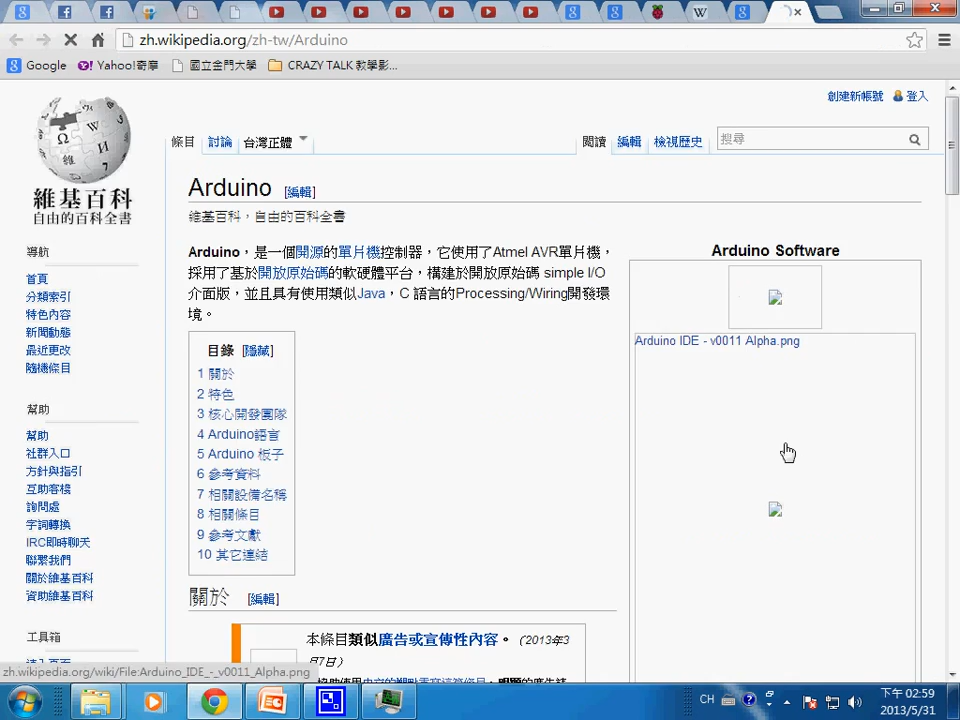 zh.wikipedia.org/zh-tw/Arduino
Google Yahoo!奇摩 國立金門大學 CRAZY TALK 教學影...
創建新帳號 登入
條目 討論 台灣正體 閱讀 編輯 檢視歷史 搜尋
維基百科
自由的百科全書
Arduino [編輯]
維基百科，自由的百科全書
Arduino，是一個開源的單片機控制器，它使用了Atmel AVR單片機，
採用了基於開放原始碼的軟硬體平台，構建於開放原始碼 simple I/O
介面版，並且具有使用類似Java，C 語言的Processing/Wiring開發環
境。
Arduino Software
Arduino IDE - v0011 Alpha.png
目錄 [隱藏]
1 關於
2 特色
3 核心開發團隊
4 Arduino語言
5 Arduino 板子
6 參考資料
7 相關設備名稱
8 相關條目
9 參考文獻
10 其它連結
關於 [編輯]
本條目類似廣告或宣傳性內容。 (2013年3
月7日)
導航
首頁
分類索引
特色內容
新聞動態
最近更改
隨機條目
幫助
幫助
社群入口
方針與指引
互助客棧
詢問處
字詞轉換
IRC即時聊天
聯繫我們
關於維基百科
資助維基百科
工具箱
zh.wikipedia.org/wiki/File:Arduino_IDE_-_v0011_Alpha.png
CH
下午 02:59
2013/5/31